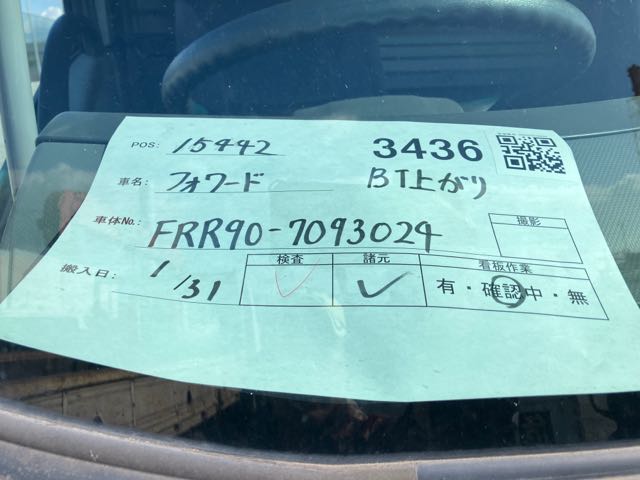 POS: 15442 3436
車名: フォワード BT上がり
車体No.: FRR90-7093024 撮影
搬入日: 1/31 検査 諸元 看板作業
有・確認中・無